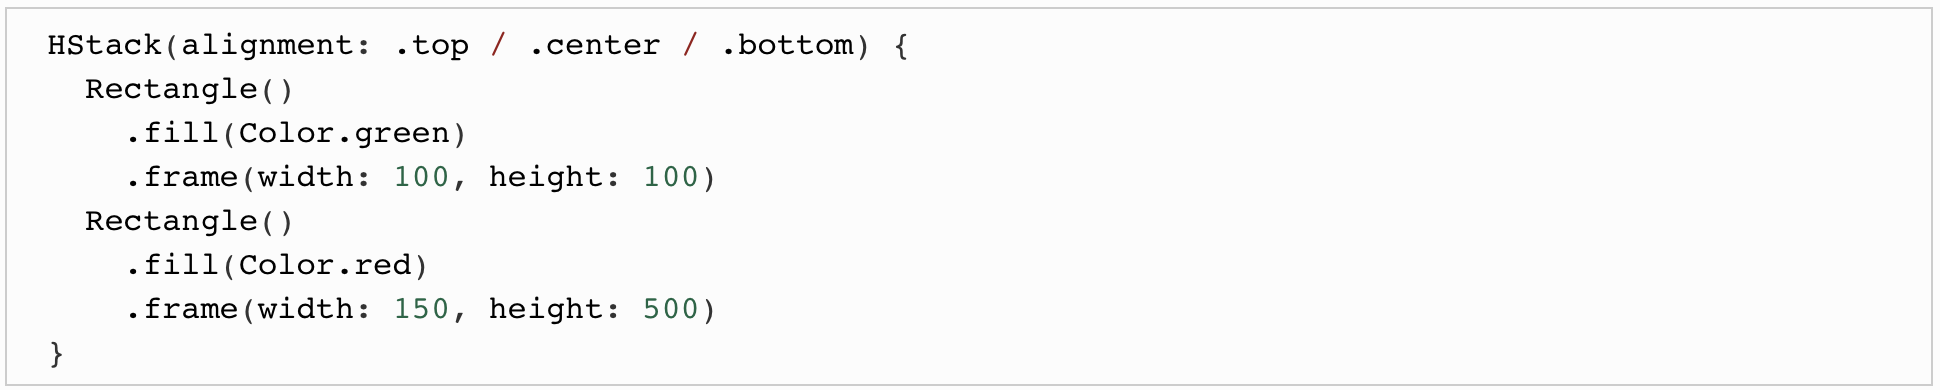 HStack(alignment: .top / .center / .bottom) {
  Rectangle()
    .fill(Color.green)
    .frame(width: 100, height: 100)
  Rectangle()
    .fill(Color.red)
    .frame(width: 150, height: 500)
}